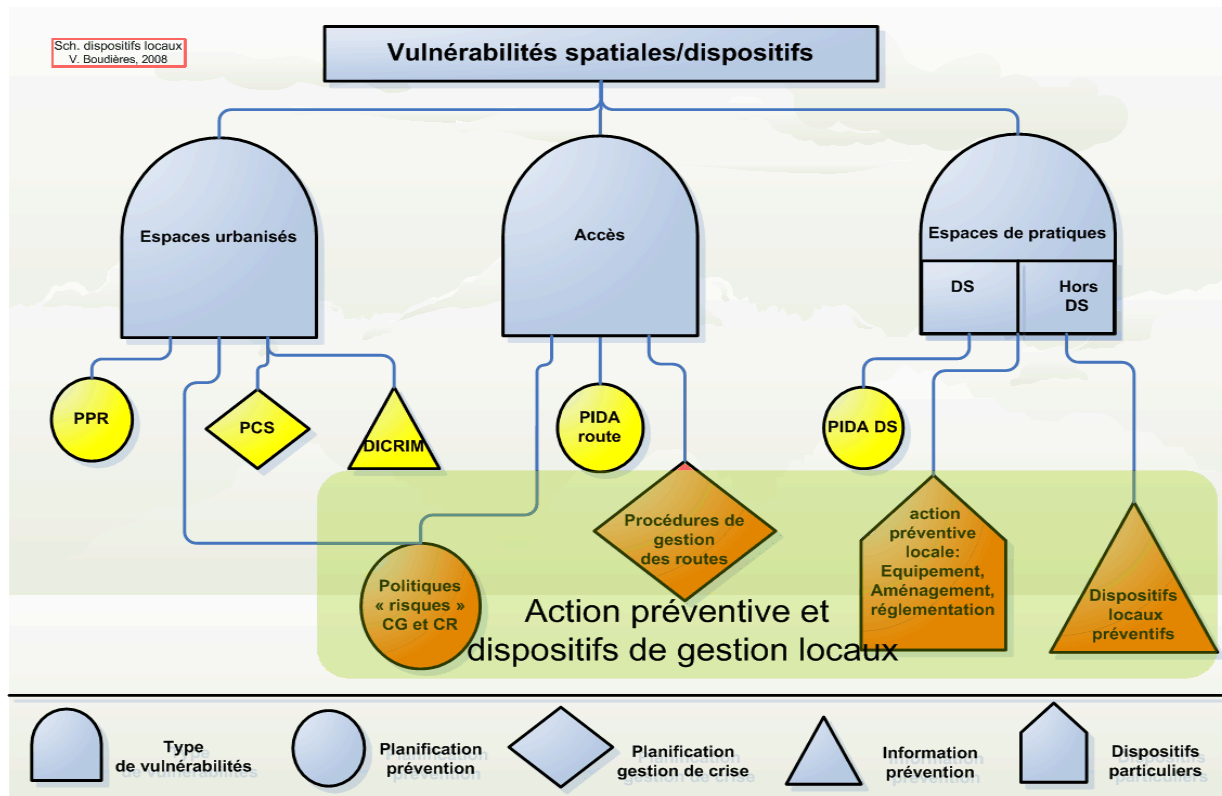 Sch. dispositifs locaux
V. Boudières, 2008
Vulnérabilités spatiales/dispositifs
Espaces urbanisés
Accès
Espaces de pratiques
DS
Hors
DS
PPR
PCS
DICRIM
PIDA
route
PIDA DS
Procédures de
gestion
des routes
action
préventive
locale:
Equipement,
Aménagement,
réglementation
Politiques
« risques »
CG et CR
Dispositifs
locaux
préventifs
Action préventive et
dispositifs de gestion locaux
Type
de vulnérabilités
Planification
prévention
Planification
gestion de crise
Information
prévention
Dispositifs
particuliers